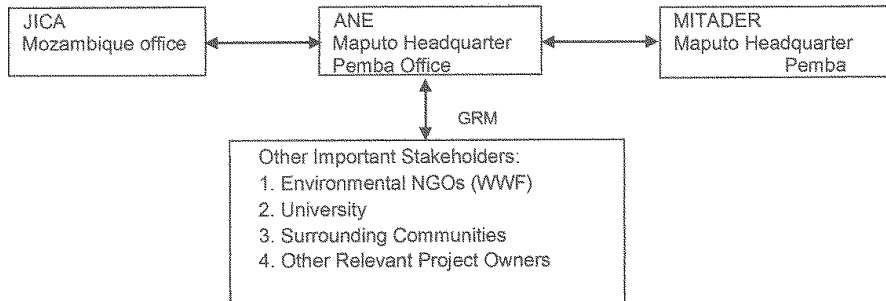 JICA
Mozambique office
ANE
Maputo Headquarter
Pemba Office
MITADER
Maputo Headquarter
Pemba
GRM
Other Important Stakeholders:
1. Environmental NGOs (WWF)
2. University
3. Surrounding Communities
4. Other Relevant Project Owners